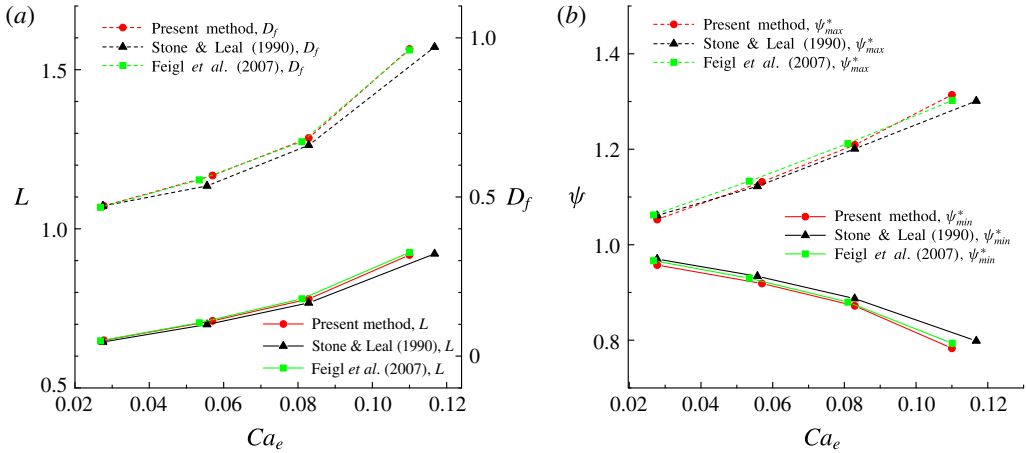 (a)
Present method, D_f
Stone & Leal (1990), D_f
Feigl et al. (2007), D_f
1.5
1.0
0.5
L
1.0
0.5
0
D_f
Present method, L
Stone & Leal (1990), L
Feigl et al. (2007), L
0.02 0.04 0.06 0.08 0.10 0.12
Ca_e
(b)
Present method, ψ*_max
Stone & Leal (1990), ψ*_max
Feigl et al. (2007), ψ*_max
1.4
1.2
1.0
0.8
ψ
Present method, ψ*_min
Stone & Leal (1990), ψ*_min
Feigl et al. (2007), ψ*_min
0.02 0.04 0.06 0.08 0.10 0.12
Ca_e